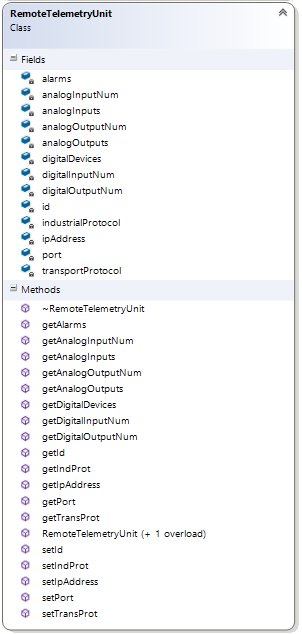 RemoteTelemetryUnit
Class
Fields
alarms
analogInputNum
analogInputs
analogOutputNum
analogOutputs
digitalDevices
digitalInputNum
digitalOutputNum
id
industrialProtocol
ipAddress
port
transportProtocol
Methods
~RemoteTelemetryUnit
getAlarms
getAnalogInputNum
getAnalogInputs
getAnalogOutputNum
getAnalogOutputs
getDigitalDevices
getDigitalInputNum
getDigitalOutputNum
getId
getIndProt
getIpAddress
getPort
getTransProt
RemoteTelemetryUnit (+ 1 overload)
setId
setIndProt
setIpAddress
setPort
setTransProt